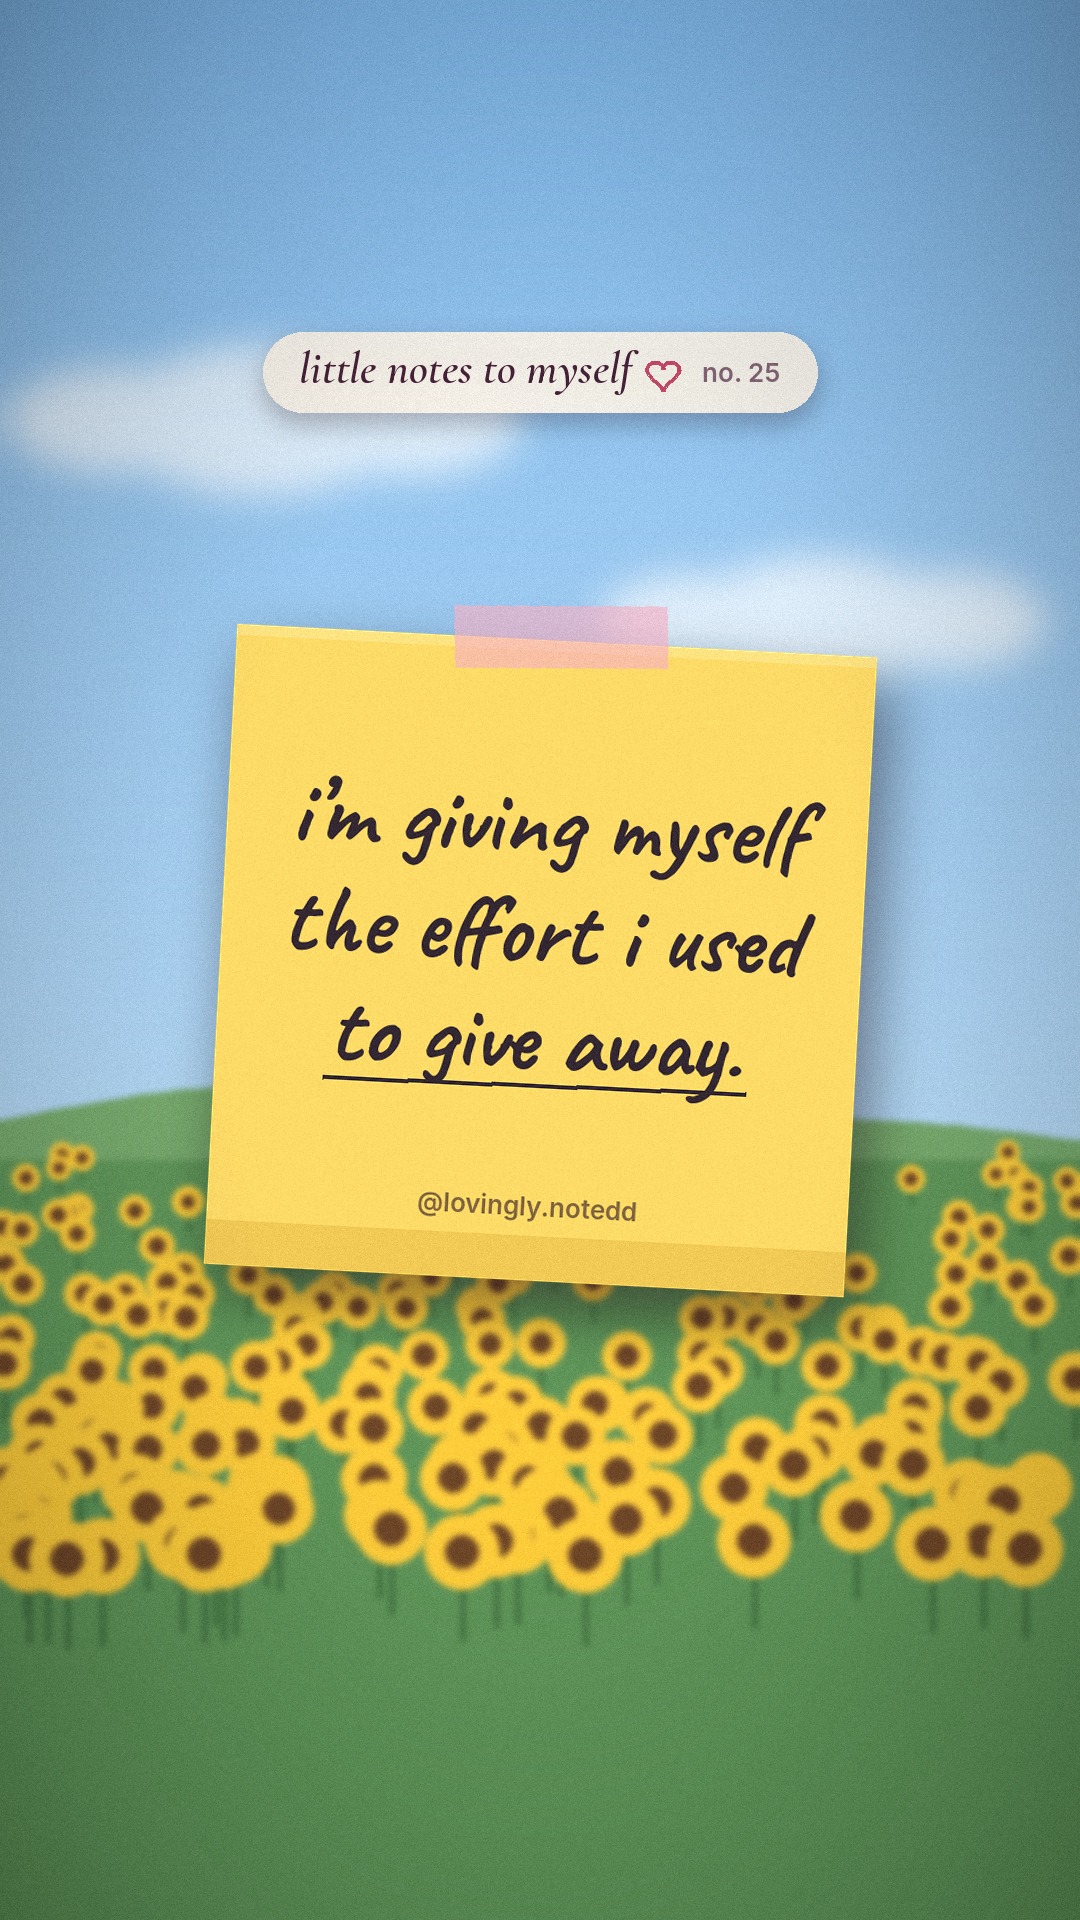 little notes to myself ♡ no. 25
i'm giving myself
the effort i used
to give away.
@lovingly.notedd